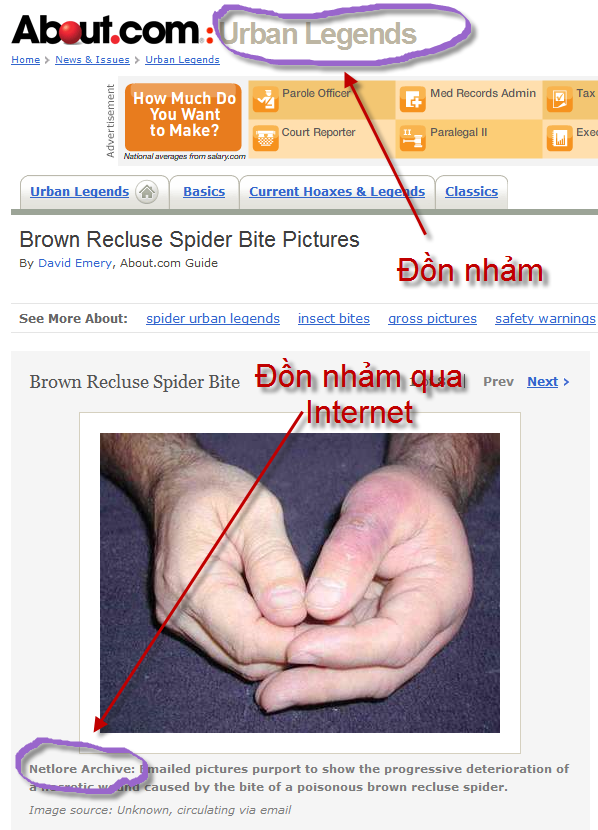 About.com: Urban Legends
Home > News & Issues > Urban Legends
Advertisement
How Much Do
You Want
to Make?
National averages from salary.com
Parole Officer
Med Records Admin
Tax
Court Reporter
Paralegal II
Exec
Urban Legends
Basics
Current Hoaxes & Legends
Classics
Brown Recluse Spider Bite Pictures
By David Emery, About.com Guide
Đồn nhảm
See More About: spider urban legends insect bites gross pictures safety warnings
Brown Recluse Spider Bite
Prev Next ›
Đồn nhảm qua
Internet
Netlore Archive: Emailed pictures purport to show the progressive deterioration of
a necrotic wound caused by the bite of a poisonous brown recluse spider.
Image source: Unknown, circulating via email